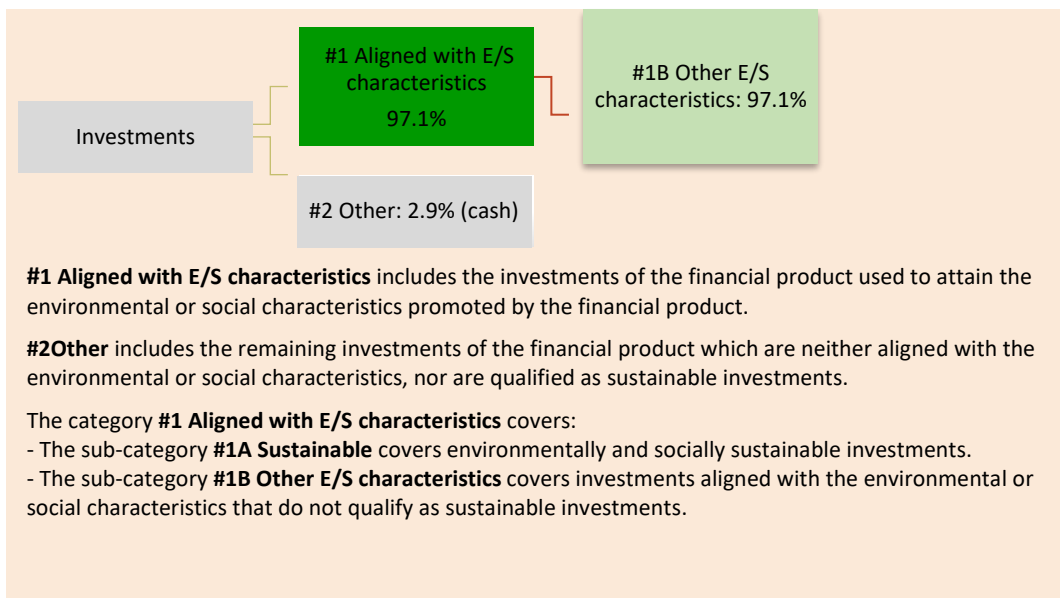 #1 Aligned with E/S
characteristics
97.1%
#1B Other E/S
characteristics: 97.1%
Investments
#2 Other: 2.9% (cash)
#1 Aligned with E/S characteristics includes the investments of the financial product used to attain the
environmental or social characteristics promoted by the financial product.
#2Other includes the remaining investments of the financial product which are neither aligned with the
environmental or social characteristics, nor are qualified as sustainable investments.
The category #1 Aligned with E/S characteristics covers:
- The sub-category #1A Sustainable covers environmentally and socially sustainable investments.
- The sub-category #1B Other E/S characteristics covers investments aligned with the environmental or
social characteristics that do not qualify as sustainable investments.